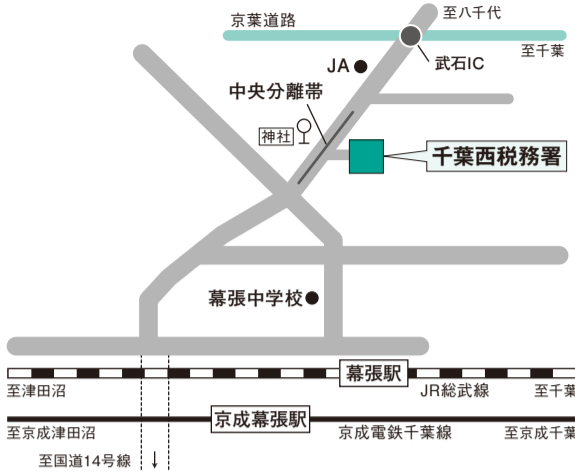 至八千代
京葉道路
至千葉
武石IC
JA
中央分離帯
神社
千葉西税務署
幕張中学校
幕張駅
至津田沼
JR総武線
至千葉
京成幕張駅
至京成津田沼
京成電鉄千葉線
至京成千葉
至国道14号線
↓